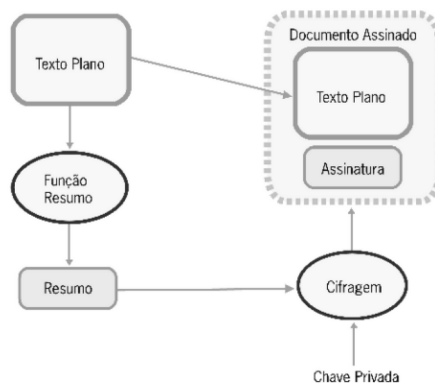 Documento Assinado
Texto Plano
Texto Plano
Assinatura
Função
Resumo
Resumo
Cifragem
Chave Privada